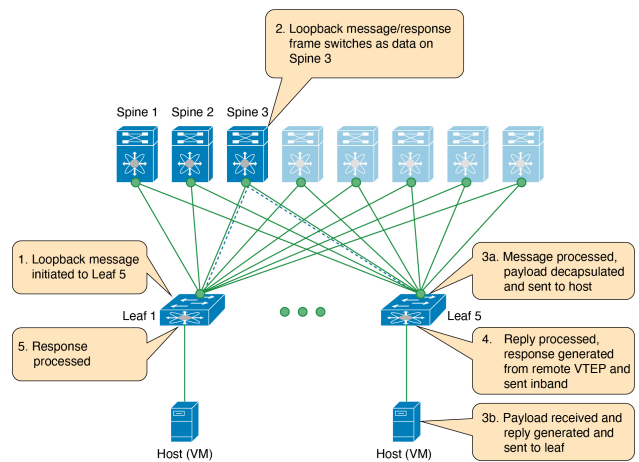 2. Loopback message/response
frame switches as data on
Spine 3
Spine 1
Spine 2
Spine 3
1. Loopback message
initiated to Leaf 5
3a. Message processed,
payload decapsulated
and sent to host
Leaf 1
Leaf 5
5. Response
processed
4. Reply processed,
response generated
from remote VTEP and
sent inband
3b. Payload received and
reply generated and
sent to leaf
Host (VM)
Host (VM)